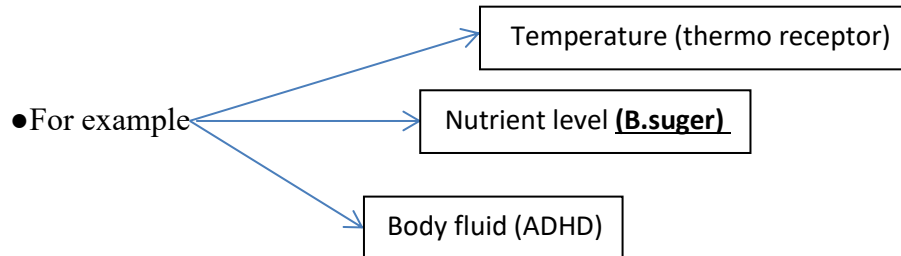 Temperature (thermo receptor)
●For example
Nutrient level (B.suger)
Body fluid (ADHD)